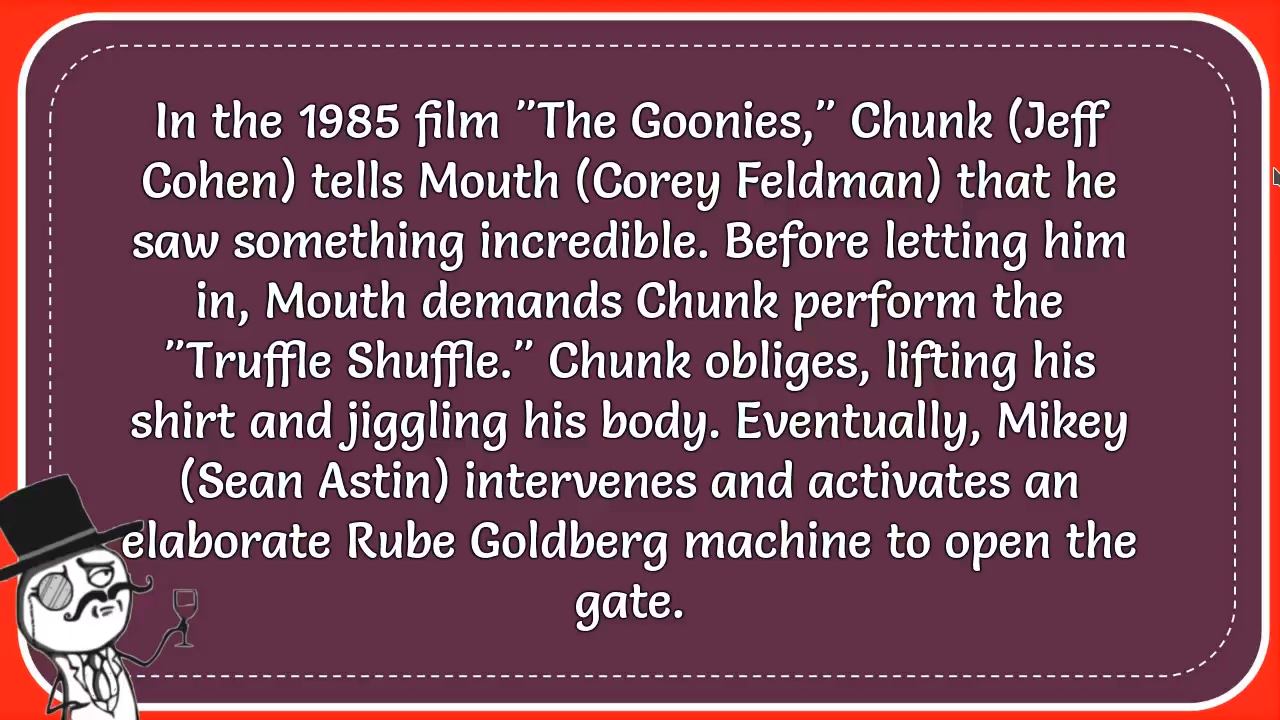 In the 1985 film "The Goonies," Chunk (Jeff
Cohen) tells Mouth (Corey Feldman) that he
saw something incredible. Before letting him
in, Mouth demands Chunk perform the
"Truffle Shuffle." Chunk obliges, lifting his
shirt and jiggling his body. Eventually, Mikey
(Sean Astin) intervenes and activates an
elaborate Rube Goldberg machine to open the
gate.